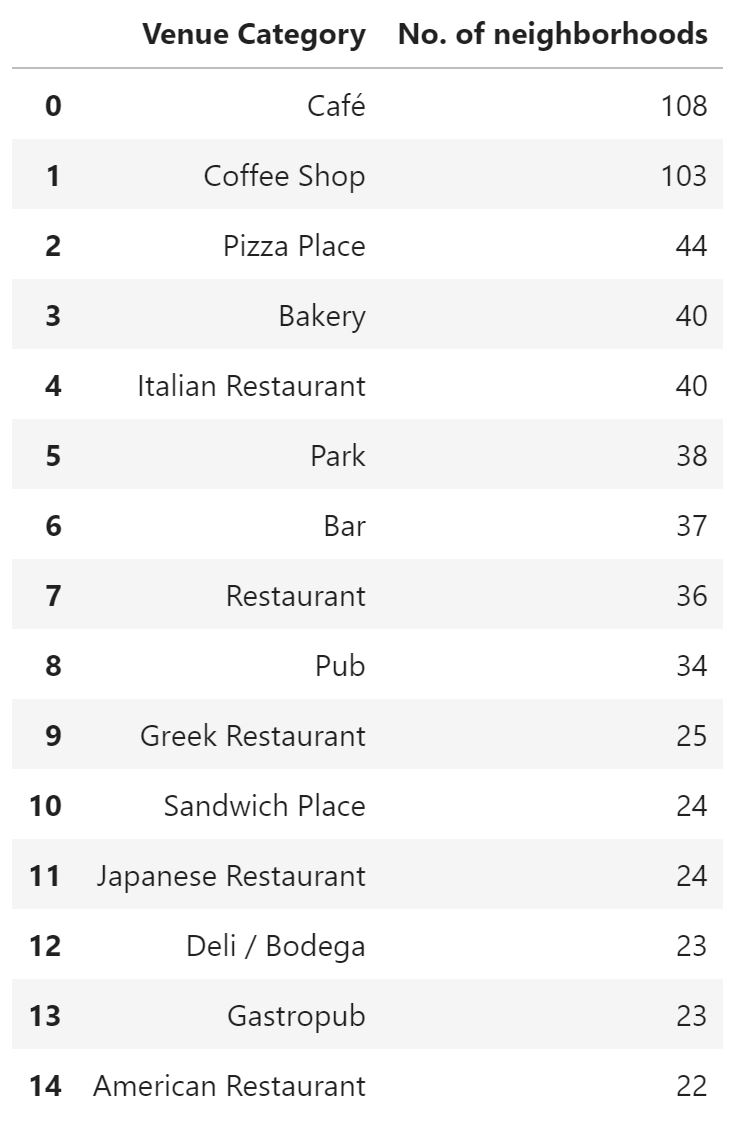 Venue Category No. of neighborhoods
0 Café 108
1 Coffee Shop 103
2 Pizza Place 44
3 Bakery 40
4 Italian Restaurant 40
5 Park 38
6 Bar 37
7 Restaurant 36
8 Pub 34
9 Greek Restaurant 25
10 Sandwich Place 24
11 Japanese Restaurant 24
12 Deli / Bodega 23
13 Gastropub 23
14 American Restaurant 22